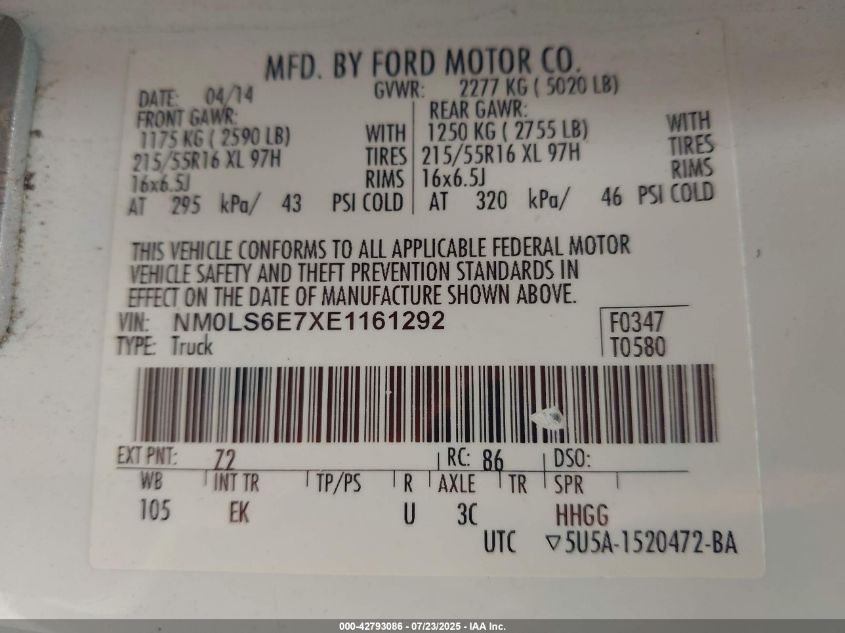 MFD. BY FORD MOTOR CO.
DATE: 04/14 GVWR: 2277 KG ( 5020 LB)
FRONT GAWR: REAR GAWR:
1175 KG ( 2590 LB) WITH 1250 KG ( 2755 LB) WITH
215/55R16 XL 97H TIRES 215/55R16 XL 97H TIRES
16x6.5J RIMS 16x6.5J RIMS
AT 295 kPa/ 43 PSI COLD AT 320 kPa/ 46 PSI COLD
THIS VEHICLE CONFORMS TO ALL APPLICABLE FEDERAL MOTOR
VEHICLE SAFETY AND THEFT PREVENTION STANDARDS IN
EFFECT ON THE DATE OF MANUFACTURE SHOWN ABOVE.
VIN: NM0LS6E7XE1161292 F0347
TYPE: Truck T0580
EXT PNT: 72 RC: 86 DSO:
WB INT TR TP/PS R AXLE TR SPR
105 EK U 3C HHGG
UTC ▽5U5A-1520472-BA
000-42793086 - 07/23/2025 - IAA Inc.